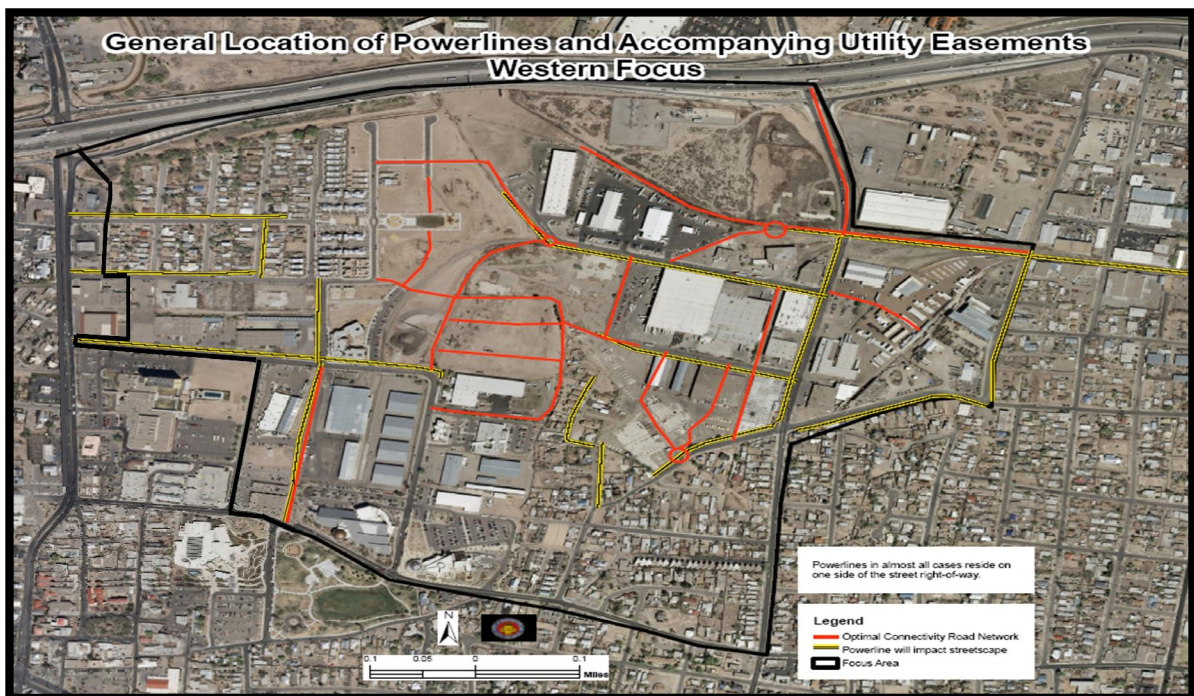 General Location of Powerlines and Accompanying Utility Easements
Western Focus
Powerlines in almost all cases reside on
one side of the street right-of-way.
Legend
Optimal Connectivity Road Network
Powerline will impact streetscape
Focus Area
N
0.1 0.05 0 0.1
Miles